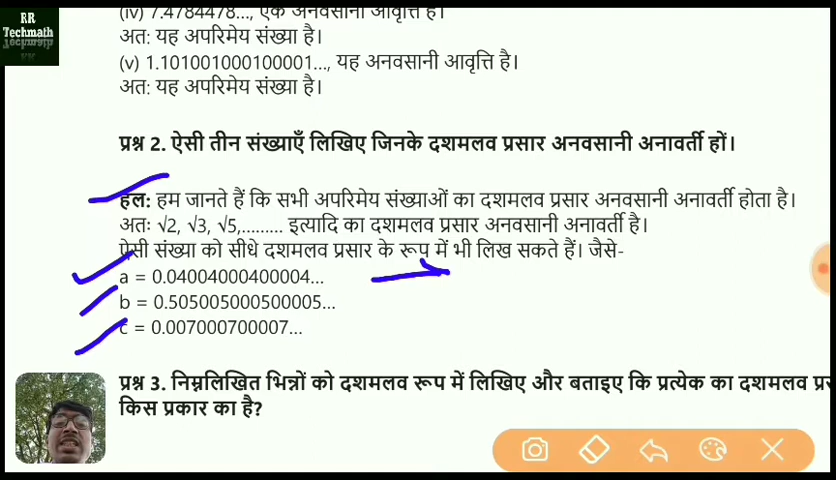 RR
Techmath
(iv) 7.4784478..., एक अनवसानी आवृत्ति है।
अत: यह अपरिमेय संख्या है।
(v) 1.101001000100001..., यह अनवसानी आवृत्ति है।
अत: यह अपरिमेय संख्या है।
प्रश्न 2. ऐसी तीन संख्याएँ लिखिए जिनके दशमलव प्रसार अनवसानी अनावर्ती हों।
हल: हम जानते हैं कि सभी अपरिमेय संख्याओं का दशमलव प्रसार अनवसानी अनावर्ती होता है।
अतः √2, √3, √5,......... इत्यादि का दशमलव प्रसार अनवसानी अनावर्ती है।
ऐसी संख्या को सीधे दशमलव प्रसार के रूप में भी लिख सकते हैं। जैसे-
a = 0.04004000400004...
b = 0.505005000500005...
c = 0.007000700007...
प्रश्न 3. निम्नलिखित भिन्नों को दशमलव रूप में लिखिए और बताइए कि प्रत्येक का दशमलव
किस प्रकार का है?